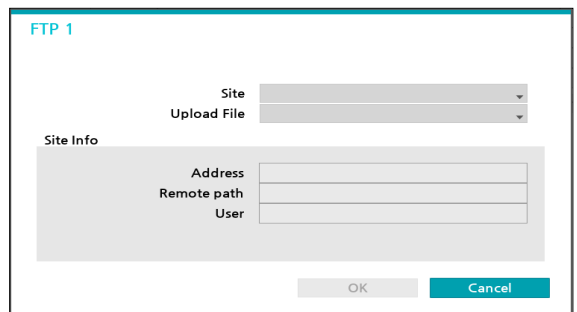 FTP 1
Site
Upload File
Site Info
Address
Remote path
User
OK Cancel